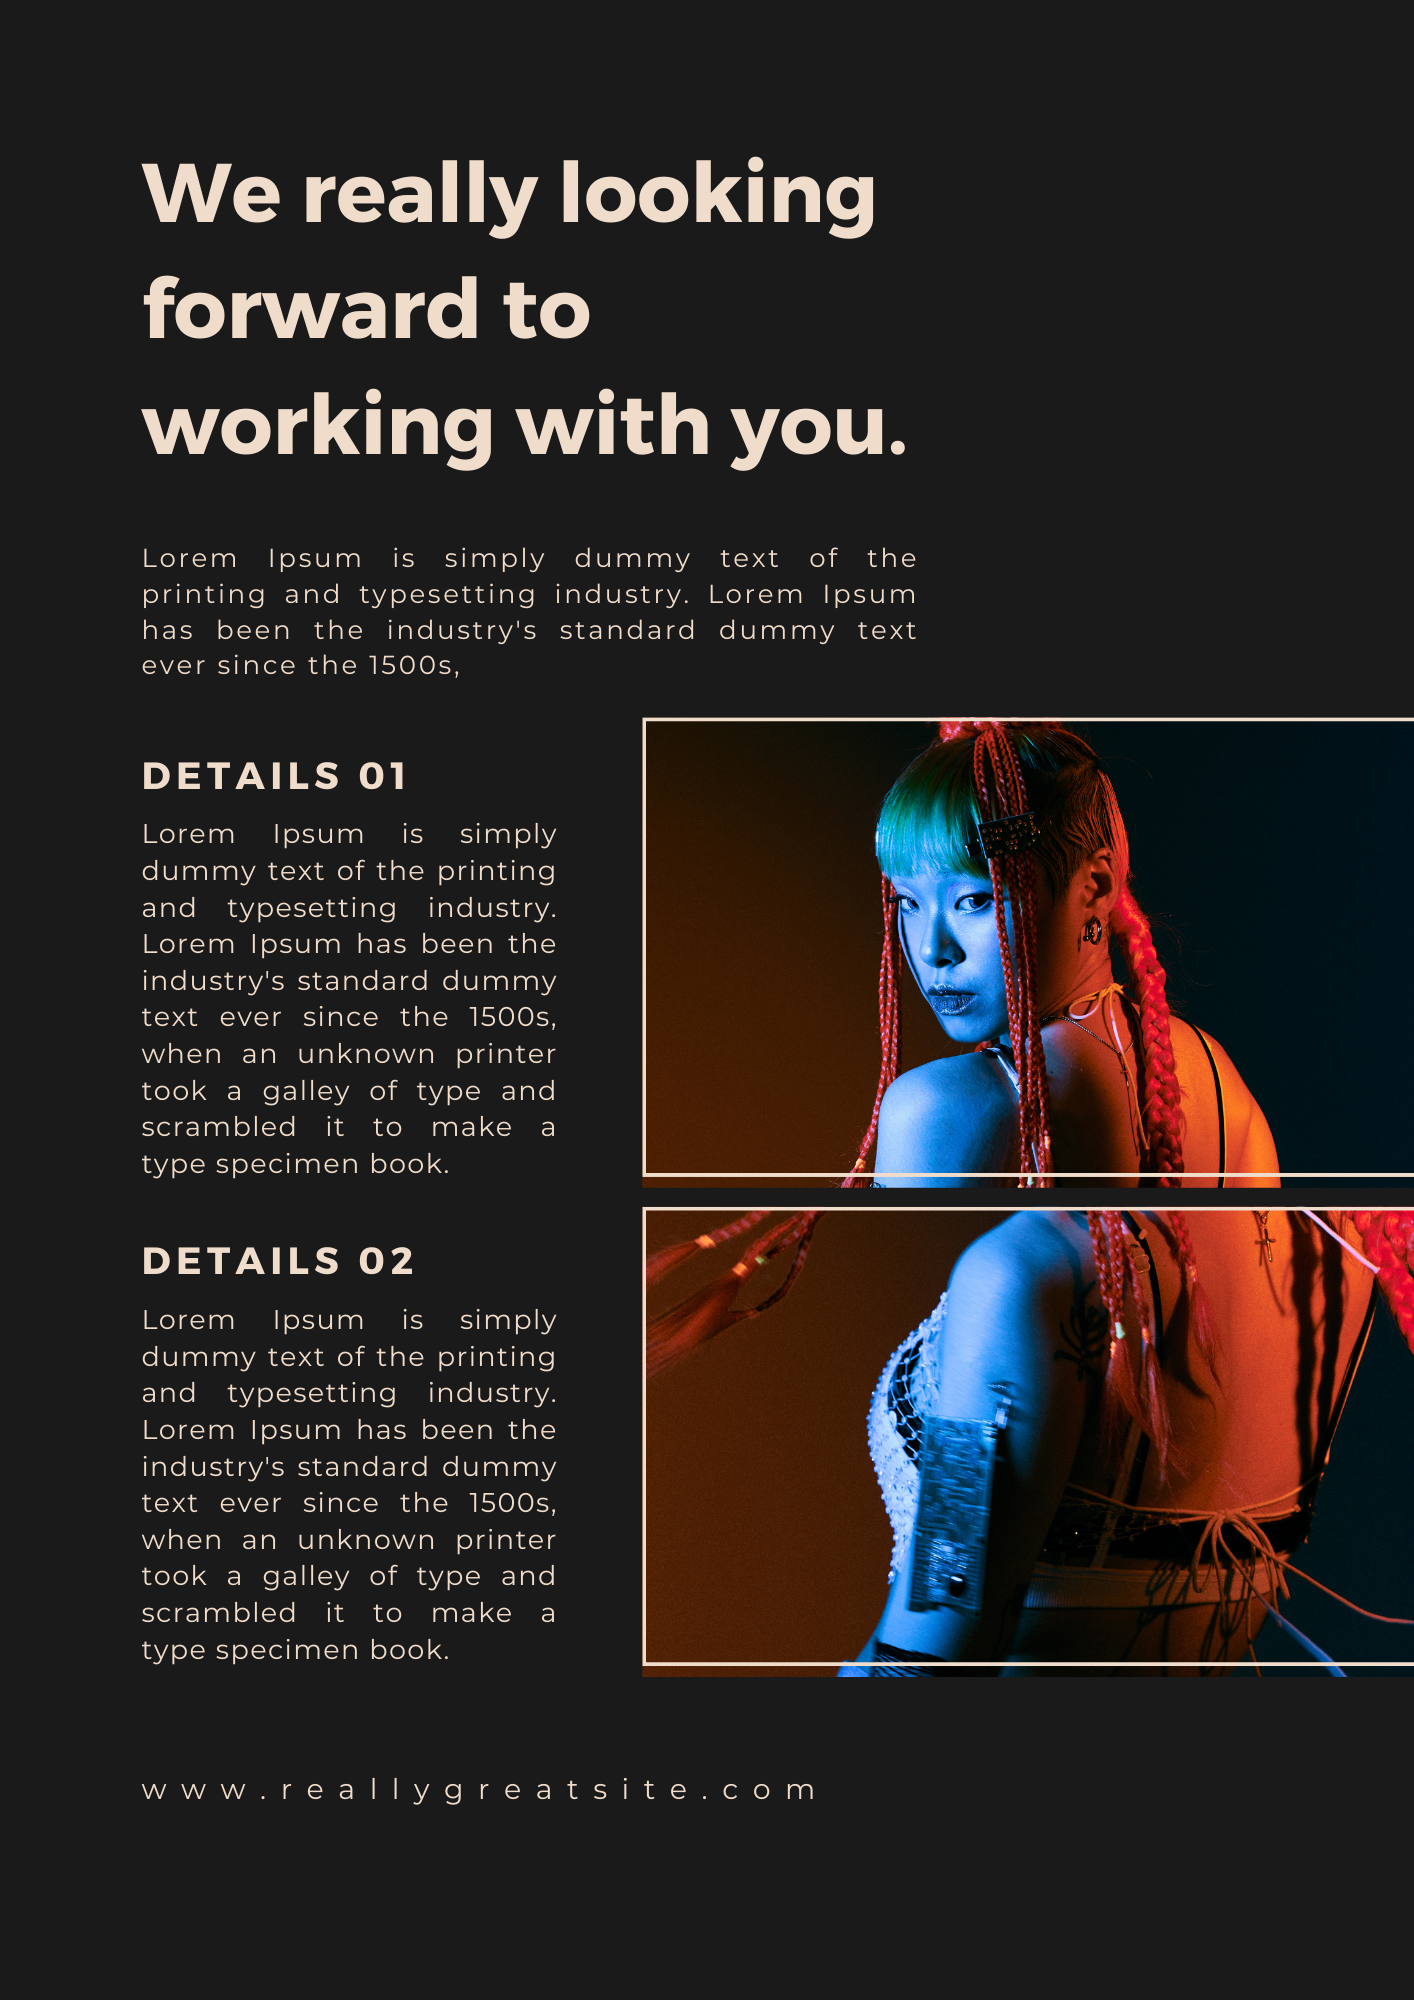 We really looking
forward to
working with you.
Lorem Ipsum is simply dummy text of the
printing and typesetting industry. Lorem Ipsum
has been the industry's standard dummy text
ever since the 1500s,
DETAILS 01
Lorem Ipsum is simply
dummy text of the printing
and typesetting industry.
Lorem Ipsum has been the
industry's standard dummy
text ever since the 1500s,
when an unknown printer
took a galley of type and
scrambled it to make a
type specimen book.
DETAILS 02
Lorem Ipsum is simply
dummy text of the printing
and typesetting industry.
Lorem Ipsum has been the
industry's standard dummy
text ever since the 1500s,
when an unknown printer
took a galley of type and
scrambled it to make a
type specimen book.
www.reallygreatsite.com